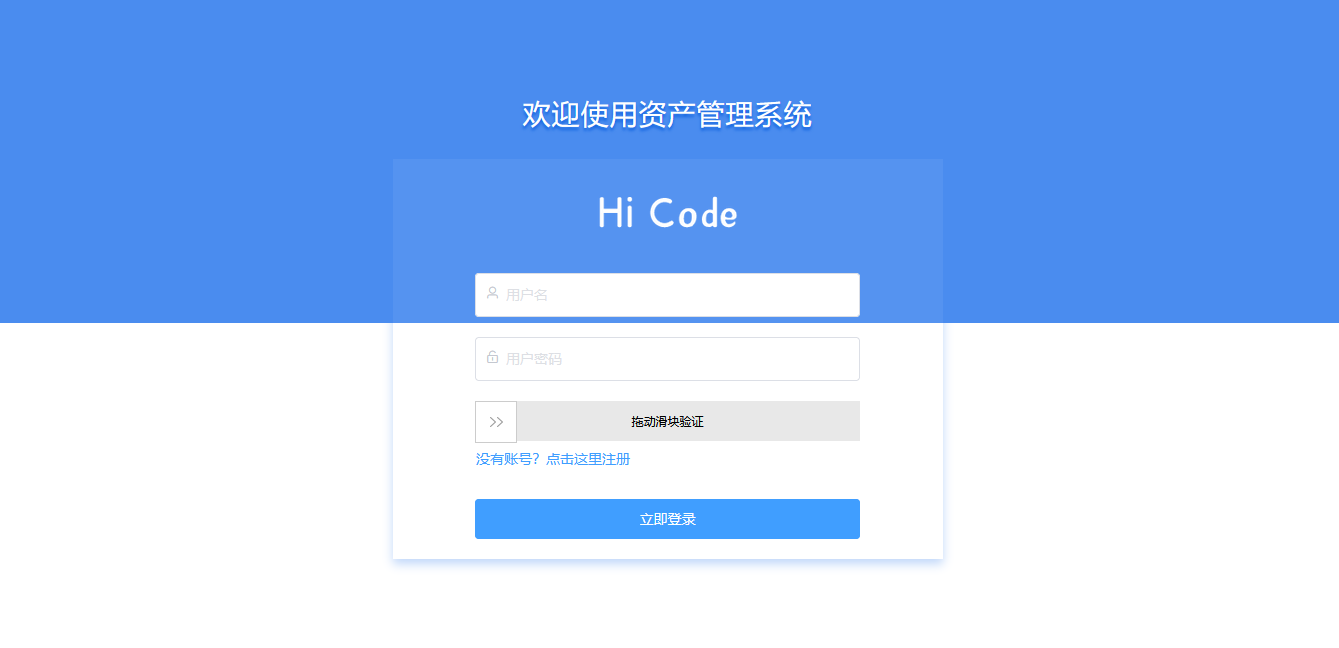 欢迎使用资产管理系统
Hi Code
用户名
用户密码
拖动滑块验证
没有账号？点击这里注册
立即登录